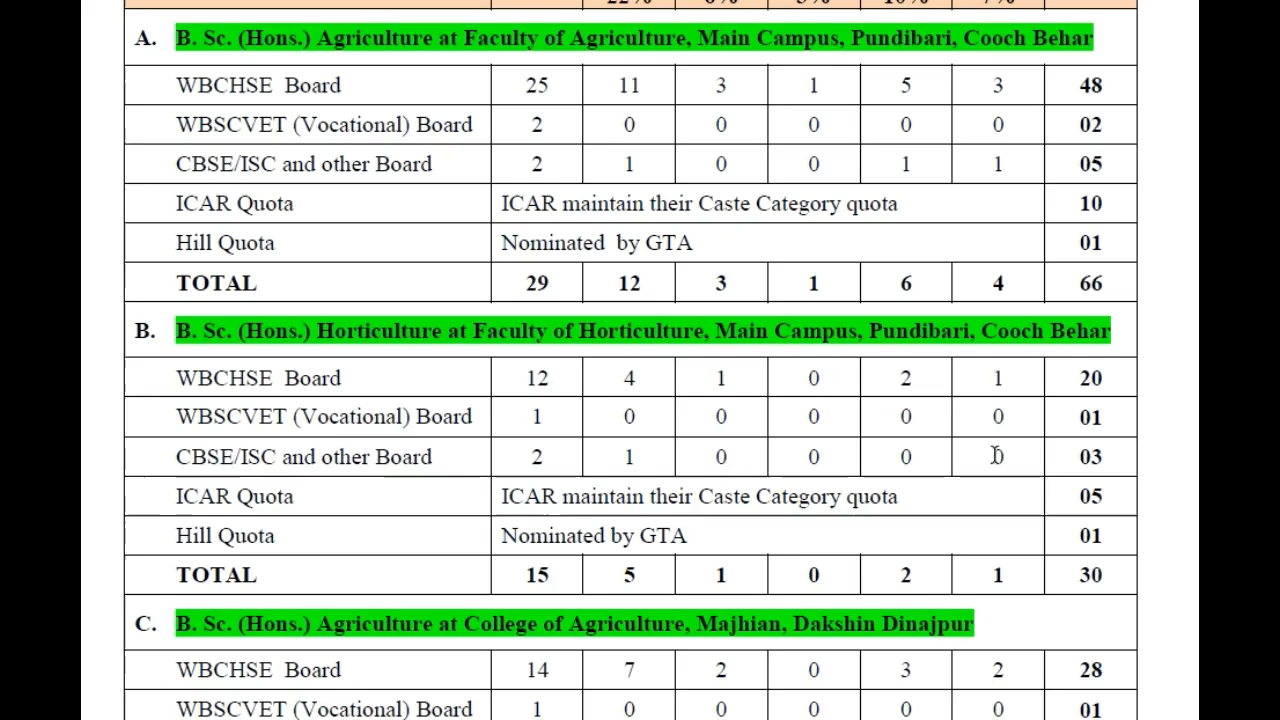 22% 6% 3% 10% 7%
A. B. Sc. (Hons.) Agriculture at Faculty of Agriculture, Main Campus, Pundibari, Cooch Behar
WBCHSE Board 25 11 3 1 5 3 48
WBSCVET (Vocational) Board 2 0 0 0 0 0 02
CBSE/ISC and other Board 2 1 0 0 1 1 05
ICAR Quota ICAR maintain their Caste Category quota 10
Hill Quota Nominated by GTA 01
TOTAL 29 12 3 1 6 4 66
B. B. Sc. (Hons.) Horticulture at Faculty of Horticulture, Main Campus, Pundibari, Cooch Behar
WBCHSE Board 12 4 1 0 2 1 20
WBSCVET (Vocational) Board 1 0 0 0 0 0 01
CBSE/ISC and other Board 2 1 0 0 0 0 03
ICAR Quota ICAR maintain their Caste Category quota 05
Hill Quota Nominated by GTA 01
TOTAL 15 5 1 0 2 1 30
C. B. Sc. (Hons.) Agriculture at College of Agriculture, Majhian, Dakshin Dinajpur
WBCHSE Board 14 7 2 0 3 2 28
WBSCVET (Vocational) Board 1 0 0 0 0 0 01